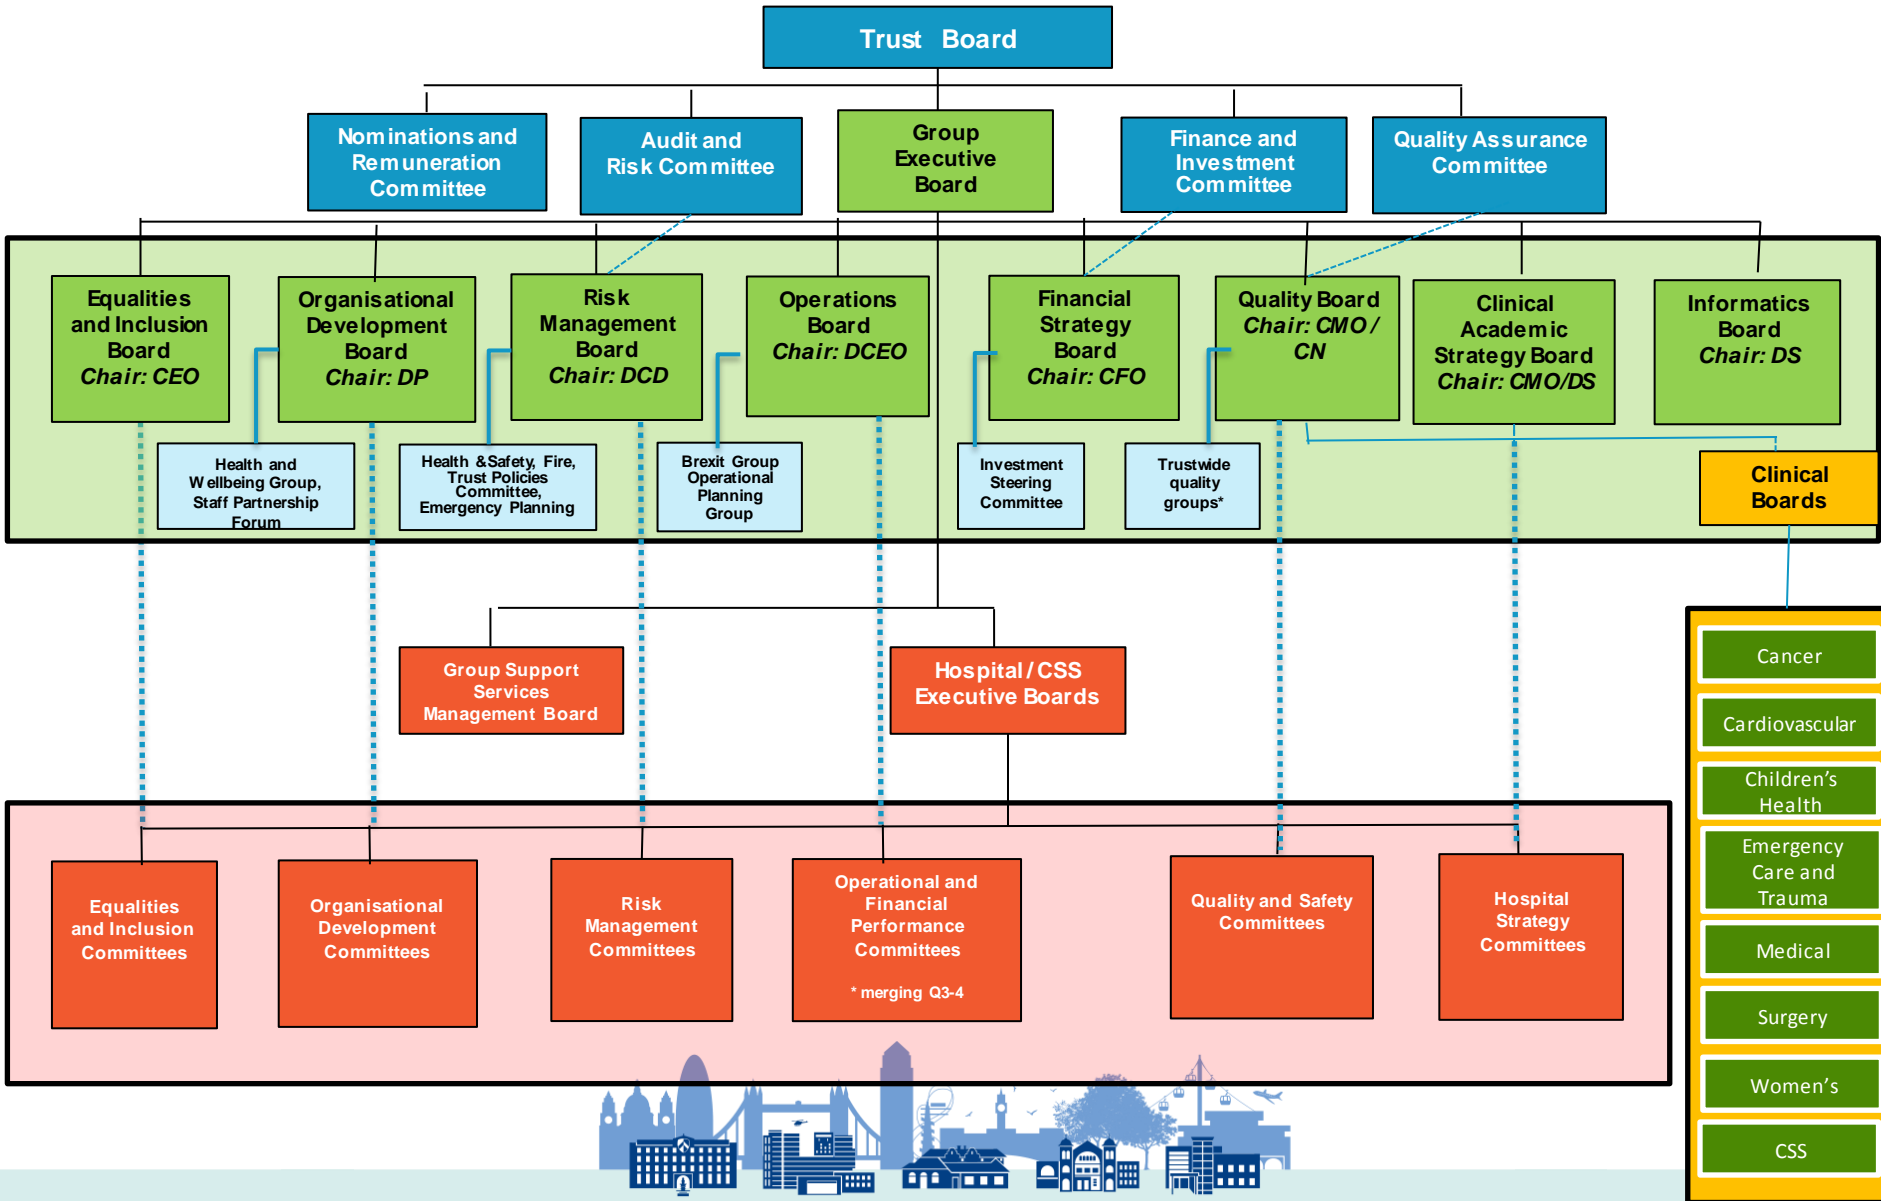 Trust Board
Nominations and
Remuneration
Committee
Audit and
Risk Committee
Group
Executive
Board
Finance and
Investment
Committee
Quality Assurance
Committee
Equalities
and Inclusion
Board
Chair: CEO
Organisational
Development
Board
Chair: DP
Risk
Management
Board
Chair: DCD
Operations
Board
Chair: DCEO
Financial
Strategy
Board
Chair: CFO
Quality Board
Chair: CMO /
CN
Clinical
Academic
Strategy Board
Chair: CMO/DS
Informatics
Board
Chair: DS
Health and
Wellbeing Group,
Staff Partnership
Forum
Health &Safety, Fire,
Trust Policies
Committee,
Emergency Planning
Brexit Group
Operational
Planning
Group
Investment
Steering
Committee
Trustwide
quality
groups*
Clinical
Boards
Group Support
Services
Management Board
Hospital/CSS
Executive Boards
Cancer
Cardiovascular
Children's
Health
Emergency
Care and
Trauma
Medical
Surgery
Women's
CSS
Equalities
and Inclusion
Committees
Organisational
Development
Committees
Risk
Management
Committees
Operational and
Financial
Performance
Committees
* merging Q3-4
Quality and Safety
Committees
Hospital
Strategy
Committees